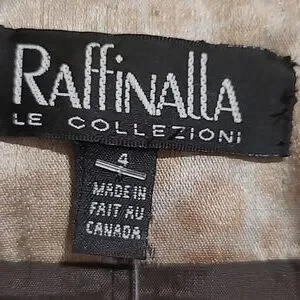 Raffinalla
LE COLLEZIONI
4
MADE IN
FAIT AU
CANADA